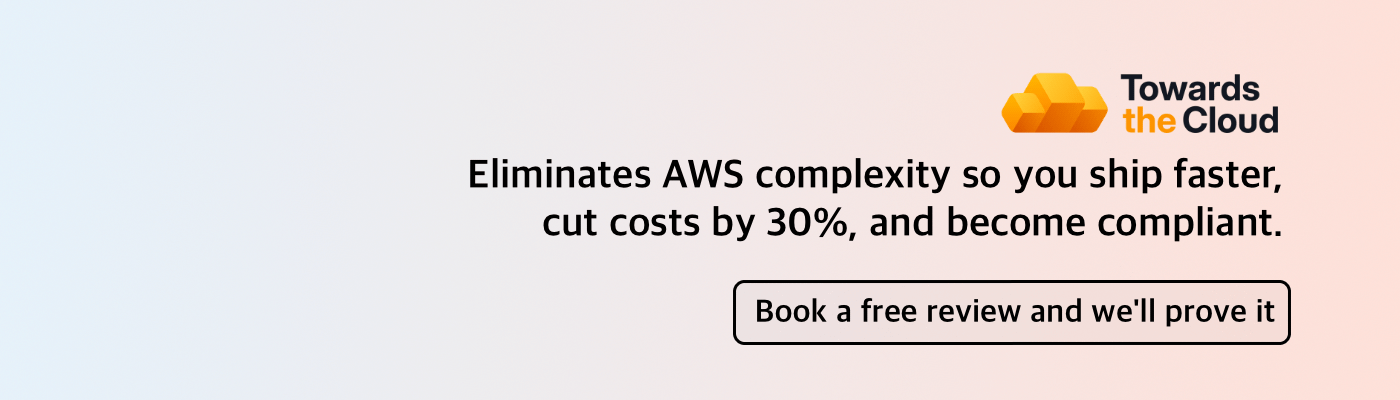 Towards
the Cloud
Eliminates AWS complexity so you ship faster,
cut costs by 30%, and become compliant.
Book a free review and we'll prove it